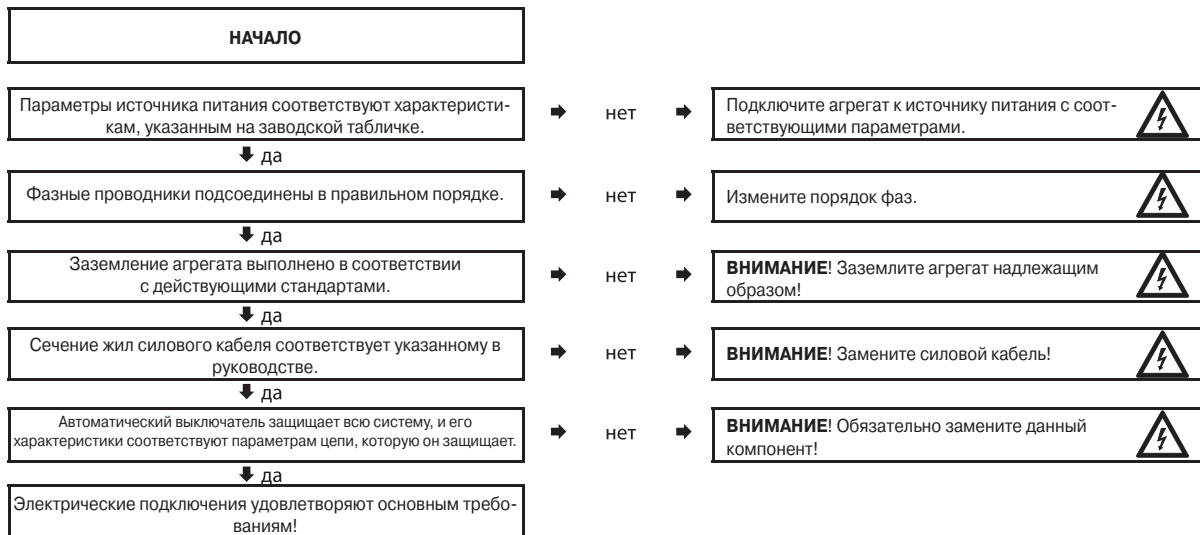 НАЧАЛО
Параметры источника питания соответствуют характеристи-
кам, указанным на заводской табличке.
нет
Подключите агрегат к источнику питания с соот-
ветствующими параметрами.
да
Фазные проводники подсоединены в правильном порядке.
нет
Измените порядок фаз.
да
Заземление агрегата выполнено в соответствии
с действующими стандартами.
нет
ВНИМАНИЕ! Заземлите агрегат надлежащим
образом!
да
Сечение жил силового кабеля соответствует указанному в
руководстве.
нет
ВНИМАНИЕ! Замените силовой кабель!
да
Автоматический выключатель защищает всю систему, и его
характеристики соответствуют параметрам цепи, которую он защищает.
нет
ВНИМАНИЕ! Обязательно замените данный
компонент!
да
Электрические подключения удовлетворяют основным требо-
ваниям!